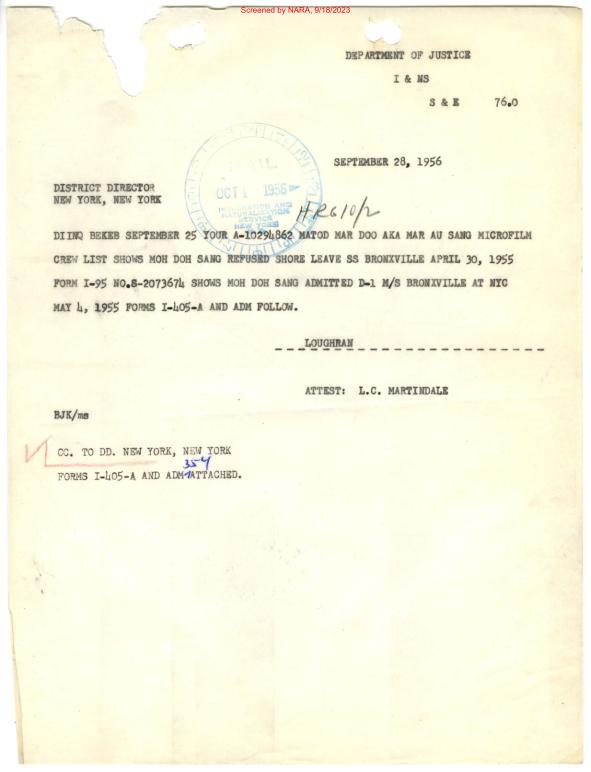 Screened by NARA, 9/18/2023
DEPARTMENT OF JUSTICE
I & NS
S & E 76.0
SEPTEMBER 28, 1956
MAIL
OCT 1 1956
IMMIGRATION AND
NATURALIZATION
SERVICE
NEW YORK
DISTRICT DIRECTOR
NEW YORK, NEW YORK
DIINQ BEKEB SEPTEMBER 25 YOUR A-10294862 MATOD MAR DOO AKA MAR AU SANG MICROFILM
CREW LIST SHOWS MOH DOH SANG REFUSED SHORE LEAVE SS BRONXVILLE APRIL 30, 1955
FORM I-95 NO.8-2073674 SHOWS MOH DOH SANG ADMITTED D-1 M/S BRONXVILLE AT NYC
MAY 4, 1955 FORMS I-405-A AND ADM FOLLOW.
LOUGHRAN
ATTEST: L.C. MARTINDALE
BJK/ms
CC. TO DD. NEW YORK, NEW YORK
354
FORMS I-405-A AND ADM ATTACHED.